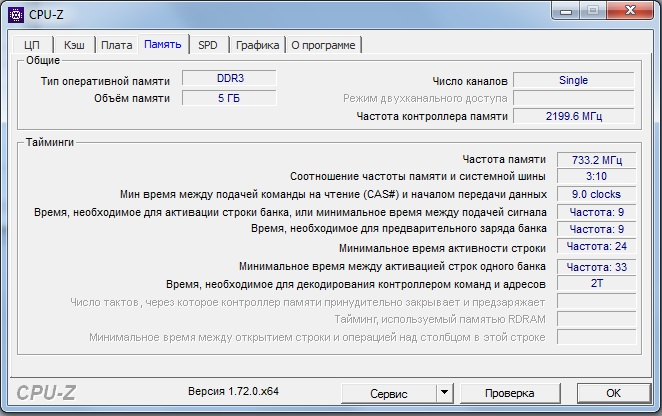 CPU-Z
ЦП Кэш Плата Память SPD Графика О программе
Общие
Тип оперативной памяти DDR3 Число каналов Single
Объём памяти 5 ГБ Режим двухканального доступа
Частота контроллера памяти 2199.6 МГц
Тайминги
Частота памяти 733.2 МГц
Соотношение частоты памяти и системной шины 3:10
Мин время между подачей команды на чтение (CAS#) и началом передачи данных 9.0 clocks
Время, необходимое для активации строки банка, или минимальное время между подачей сигнала Частота: 9
Время, необходимое для предварительного заряда банка Частота: 9
Минимальное время активности строки Частота: 24
Минимальное время между активацией строк одного банка Частота: 33
Время, необходимое для декодирования контроллером команд и адресов 2T
Число тактов, через которое контроллер памяти принудительно закрывает и предзаряжает
Тайминг, используемый памятью RDRAM
Минимальное время между открытием строки и операцией над столбцом в этой строке
CPU-Z Версия 1.72.0.x64 Сервис Проверка OK